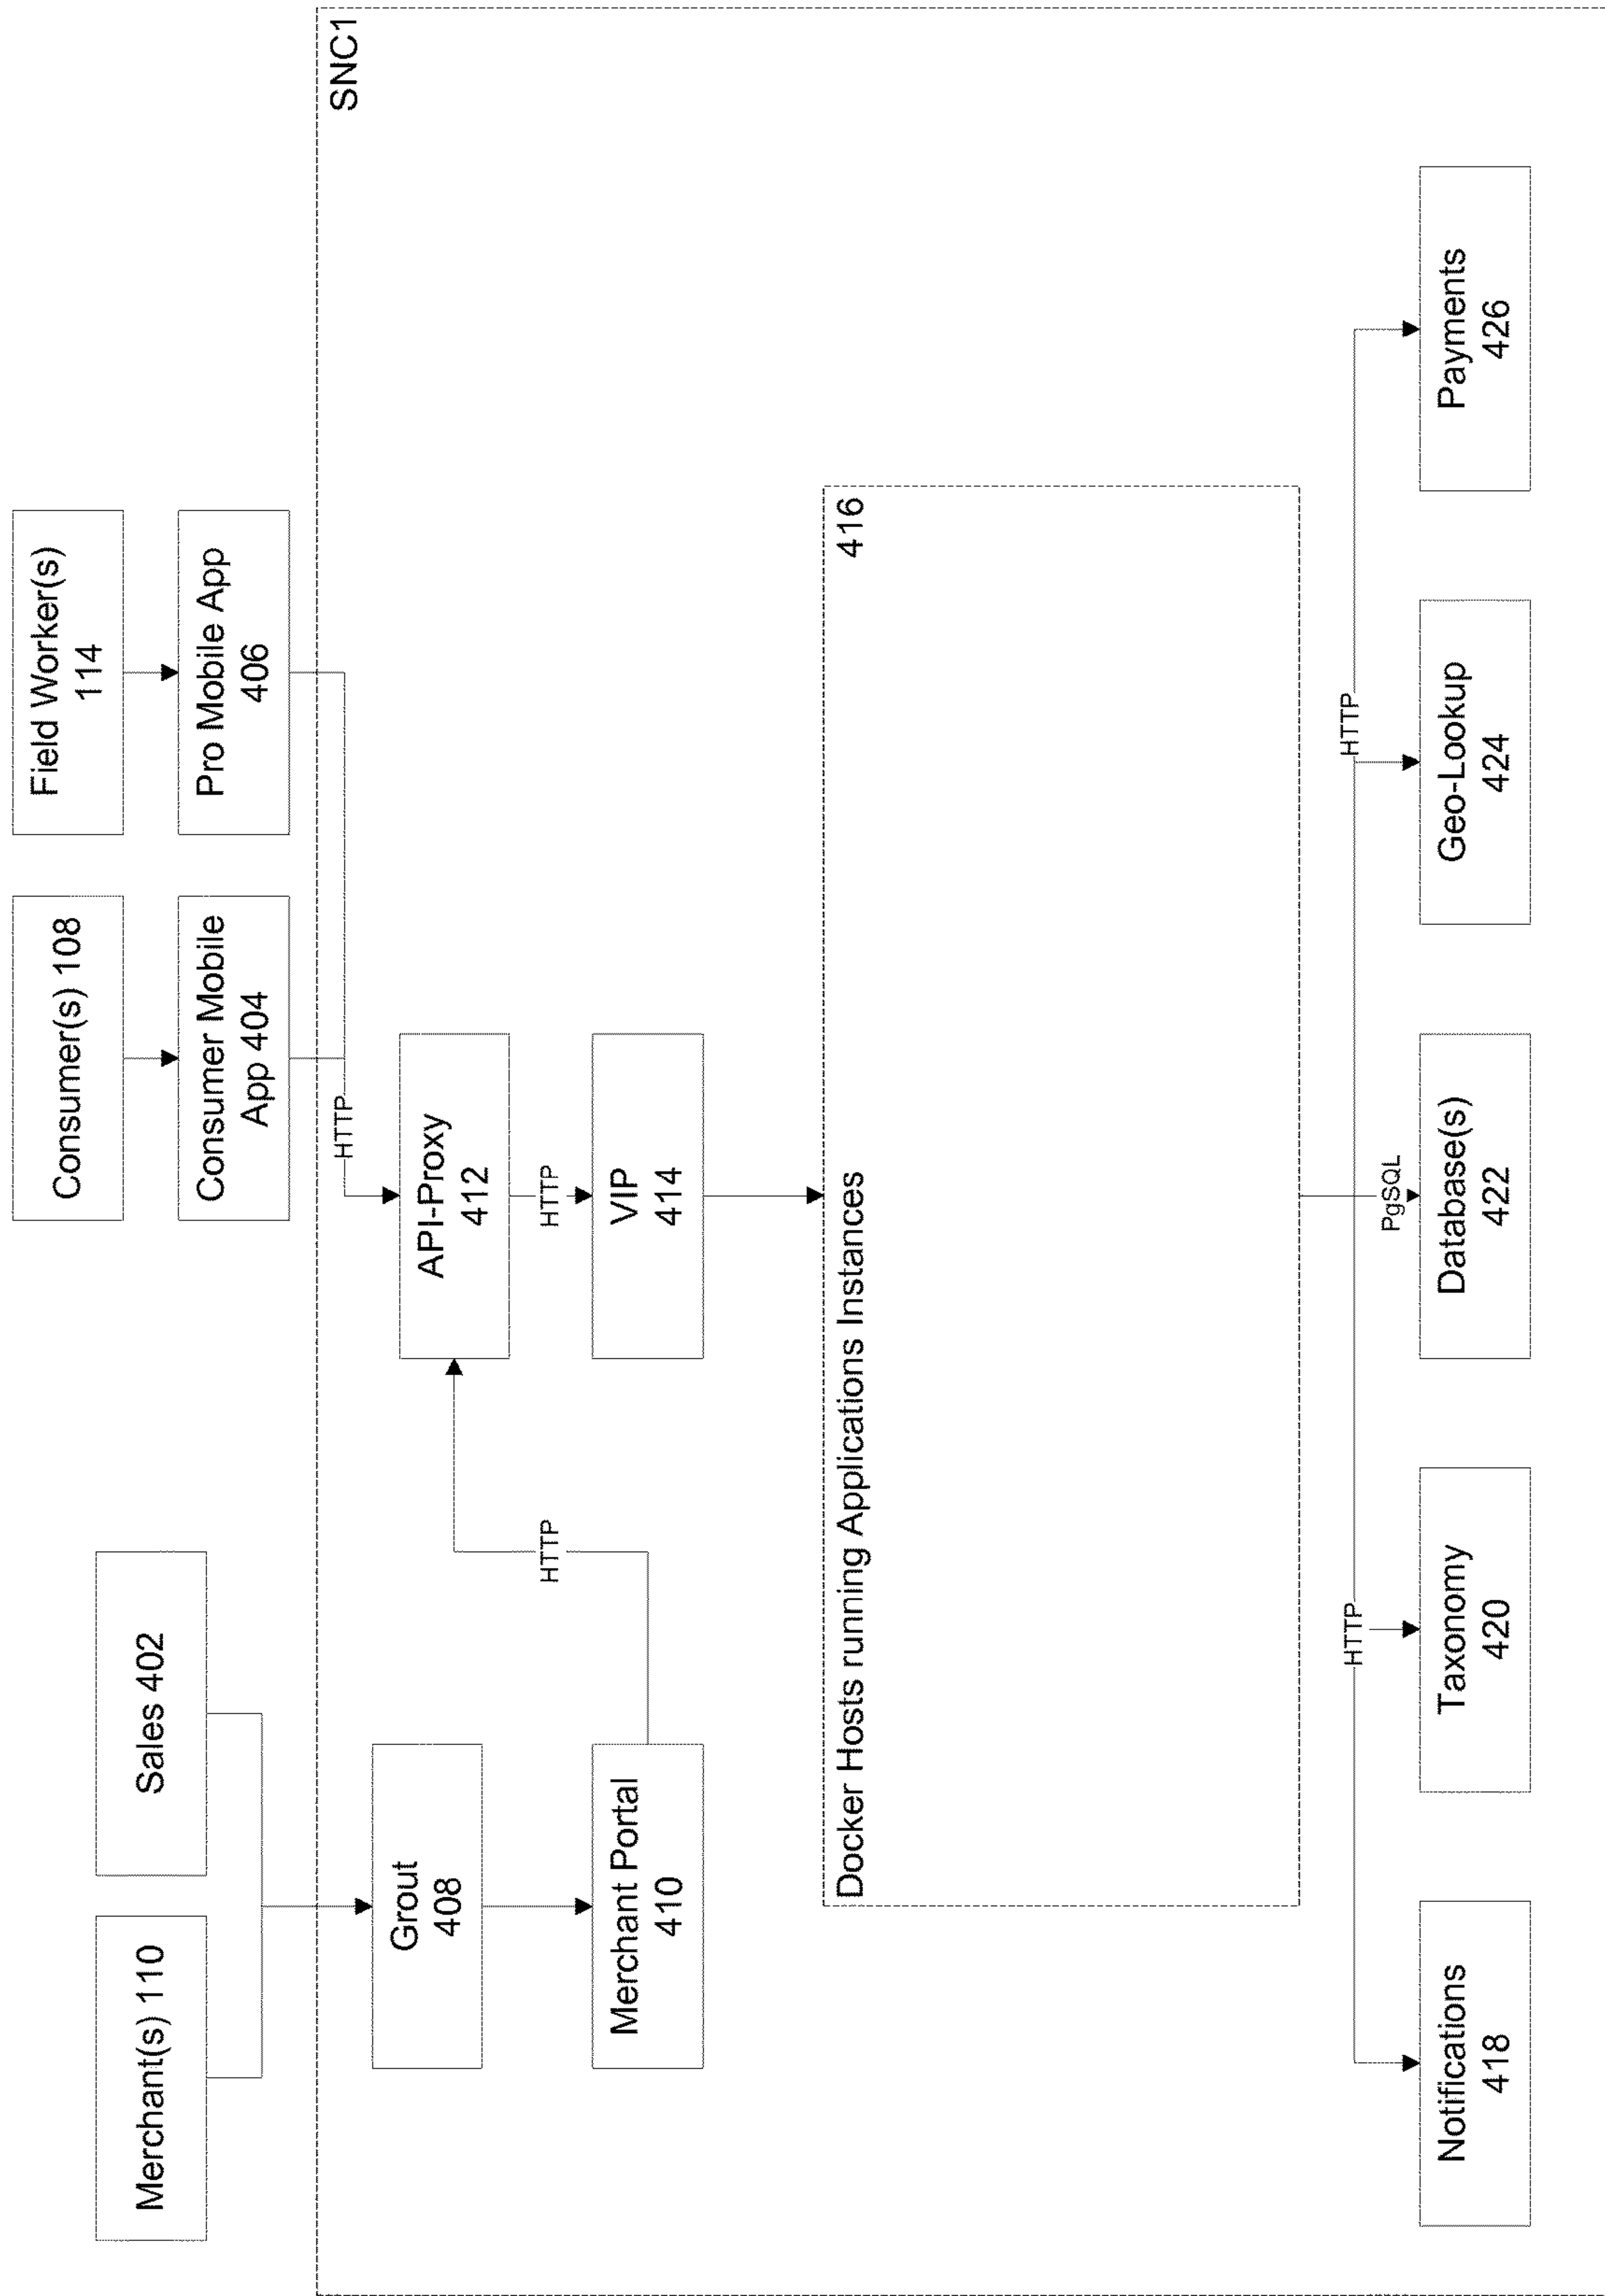 Merchant(s) 110
Sales 402
Consumer(s) 108
Field Worker(s)
114
Consumer Mobile
App 404
Pro Mobile App
406
SNC1
HTTP
Grout
408
API-Proxy
412
HTTP
HTTP
Merchant Portal
410
VIP
414
Docker Hosts running Applications Instances
416
HTTP
PgSQL
HTTP
Notifications
418
Taxonomy
420
Database(s)
422
Geo-Lookup
424
Payments
426